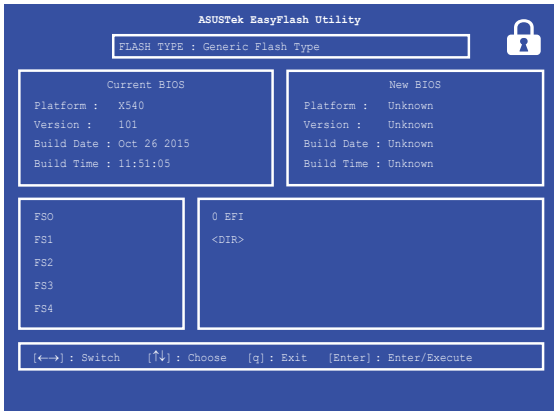 ASUSTek EasyFlash Utility
FLASH TYPE : Generic Flash Type
Current BIOS
Platform : X540
Version : 101
Build Date : Oct 26 2015
Build Time : 11:51:05
New BIOS
Platform : Unknown
Version : Unknown
Build Date : Unknown
Build Time : Unknown
FSO
FS1
FS2
FS3
FS4
0 EFI
<DIR>
[←→] : Switch [↑↓] : Choose [q] : Exit [Enter] : Enter/Execute